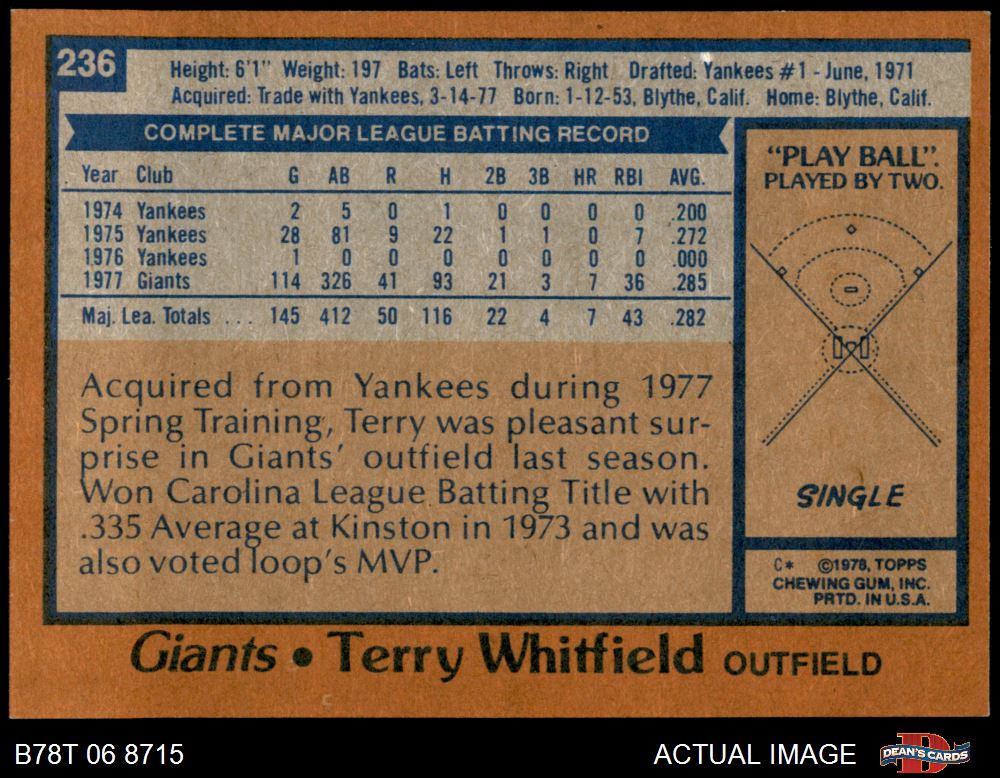 236
Height: 6'1" Weight: 197 Bats: Left Throws: Right Drafted: Yankees #1 - June, 1971
Acquired: Trade with Yankees, 3-14-77 Born: 1-12-53, Blythe, Calif. Home: Blythe, Calif.
COMPLETE MAJOR LEAGUE BATTING RECORD
Year Club G AB R H 2B 3B HR RBI AVG.
1974 Yankees 2 5 0 1 0 0 0 0 .200
1975 Yankees 28 81 9 22 1 1 0 7 .272
1976 Yankees 1 0 0 0 0 0 0 0 .000
1977 Giants 114 326 41 93 21 3 7 36 .285
Maj. Lea. Totals ... 145 412 50 116 22 4 7 43 .282
Acquired from Yankees during 1977
Spring Training, Terry was pleasant sur-
prise in Giants' outfield last season.
Won Carolina League Batting Title with
.335 Average at Kinston in 1973 and was
also voted loop's MVP.
"PLAY BALL".
PLAYED BY TWO.
SINGLE
C* ©1978, TOPPS
CHEWING GUM, INC.
PRTD. IN U.S.A.
Giants • Terry Whitfield OUTFIELD
B78T 06 8715
ACTUAL IMAGE
DEAN'S CARDS